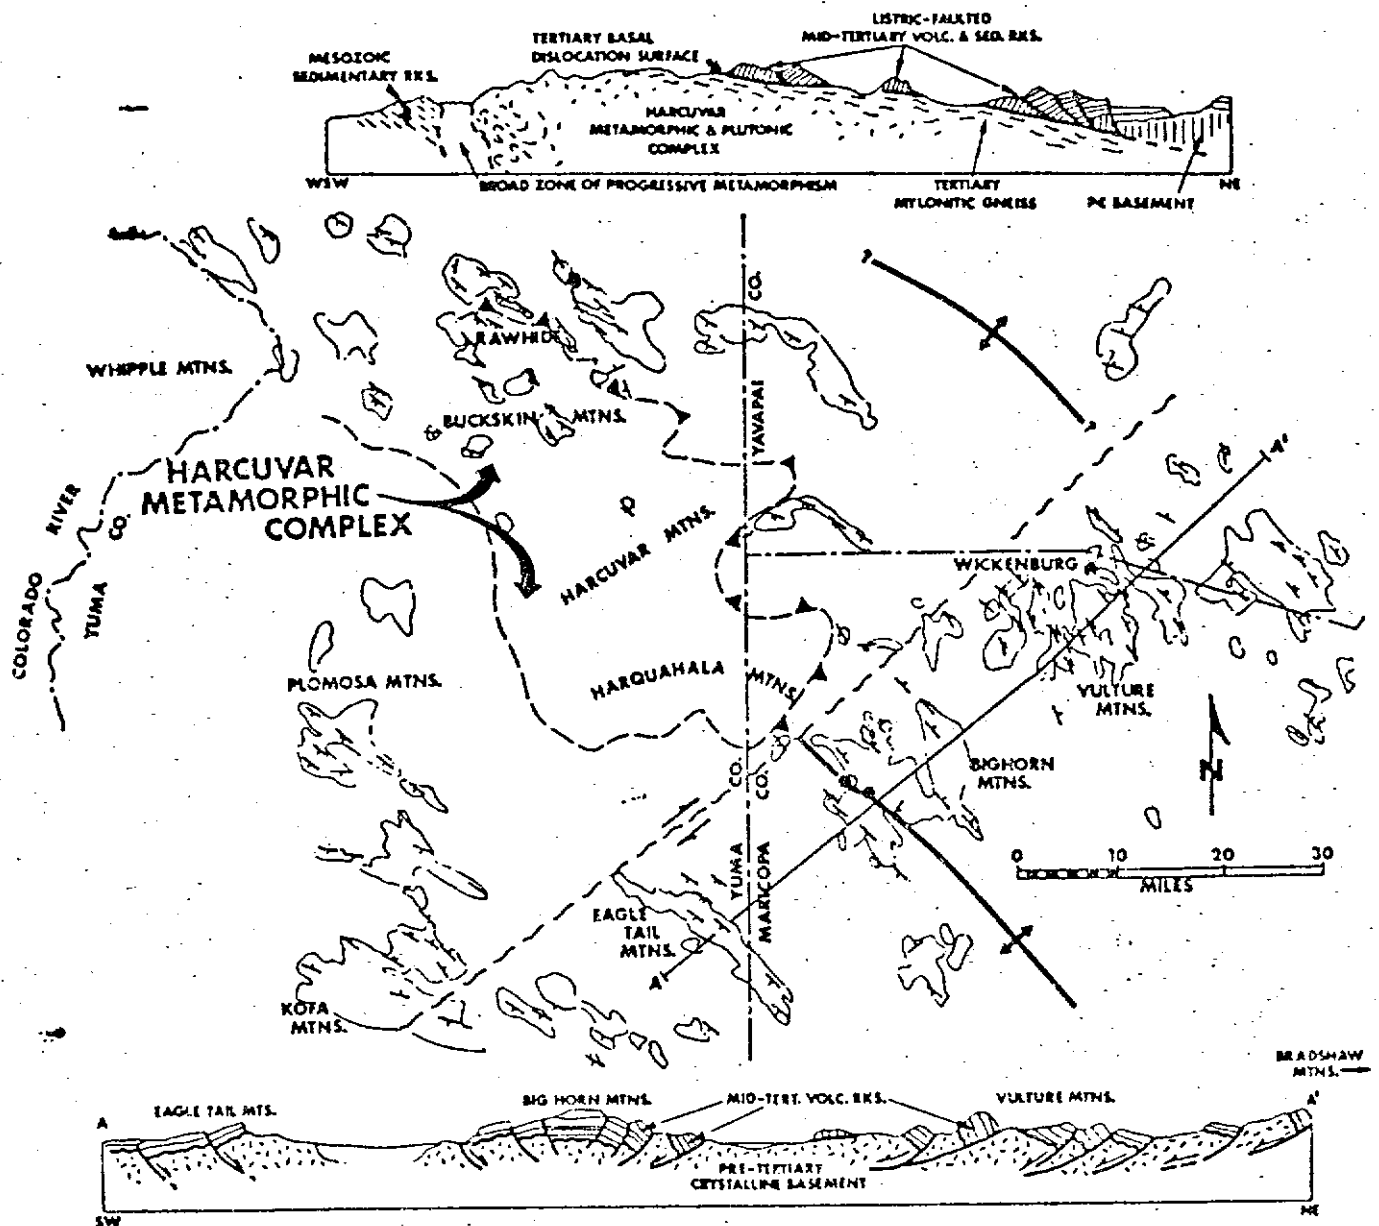 LISTRIC-FAULTED
MID-TERTIARY VOLC. & SED. RKS.
TERTIARY BASAL
DISLOCATION SURFACE
MESOZOIC
SEDIMENTARY RKS.
HARCUVAR
METAMORPHIC & PLUTONIC
COMPLEX
WSW
BROAD ZONE OF PROGRESSIVE METAMORPHISM
TERTIARY
MYLONITIC GNEISS
PC BASEMENT
NE
CO.
YAVAPAI
?
?
WHIPPLE MTNS.
RAWHIDE
BUCKSKIN MTNS.
HARCUVAR
METAMORPHIC
COMPLEX
A'
RIVER
CO.
COLORADO
YUMA
HARCUVAR MTNS.
WICKENBURG
PLOMOSA MTNS.
HARQUAHALA MTNS.
VULTURE
MTNS.
BIGHORN
MTNS.
N
CO.
CO.
YUMA
MARICOPA
0 10 20 30
MILES
EAGLE
TAIL
MTNS.
A
KOFA
MTNS.
BRADSHAW
MTNS.
A
EAGLE TAIL MTS.
BIG HORN MTNS.
MID-TERT. VOLC. RKS.
VULTURE MTNS.
A'
PRE-TERTIARY
CRYSTALLINE BASEMENT
SW
NE